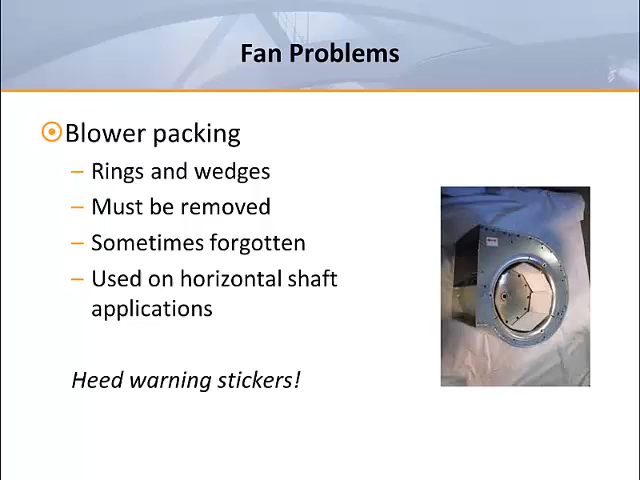 Fan Problems
Blower packing
– Rings and wedges
– Must be removed
– Sometimes forgotten
– Used on horizontal shaft
applications
Heed warning stickers!